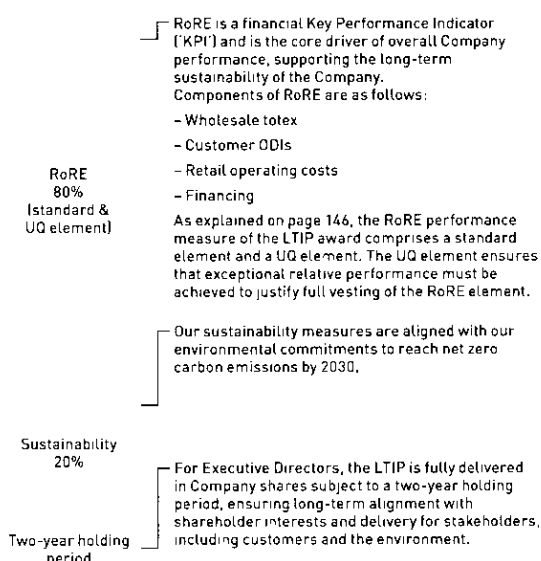 RoRE is a financial Key Performance Indicator
('KPI') and is the core driver of overall Company
performance, supporting the long-term
sustainability of the Company.
Components of RoRE are as follows:
– Wholesale totex
– Customer ODIs
– Retail operating costs
– Financing
RoRE
80%
(standard &
UQ element)
As explained on page 146, the RoRE performance
measure of the LTIP award comprises a standard
element and a UQ element. The UQ element ensures
that exceptional relative performance must be
achieved to justify full vesting of the RoRE element.
Our sustainability measures are aligned with our
environmental commitments to reach net zero
carbon emissions by 2030.
Sustainability
20%
For Executive Directors, the LTIP is fully delivered
in Company shares subject to a two-year holding
period, ensuring long-term alignment with
shareholder interests and delivery for stakeholders,
including customers and the environment.
Two-year holding
period